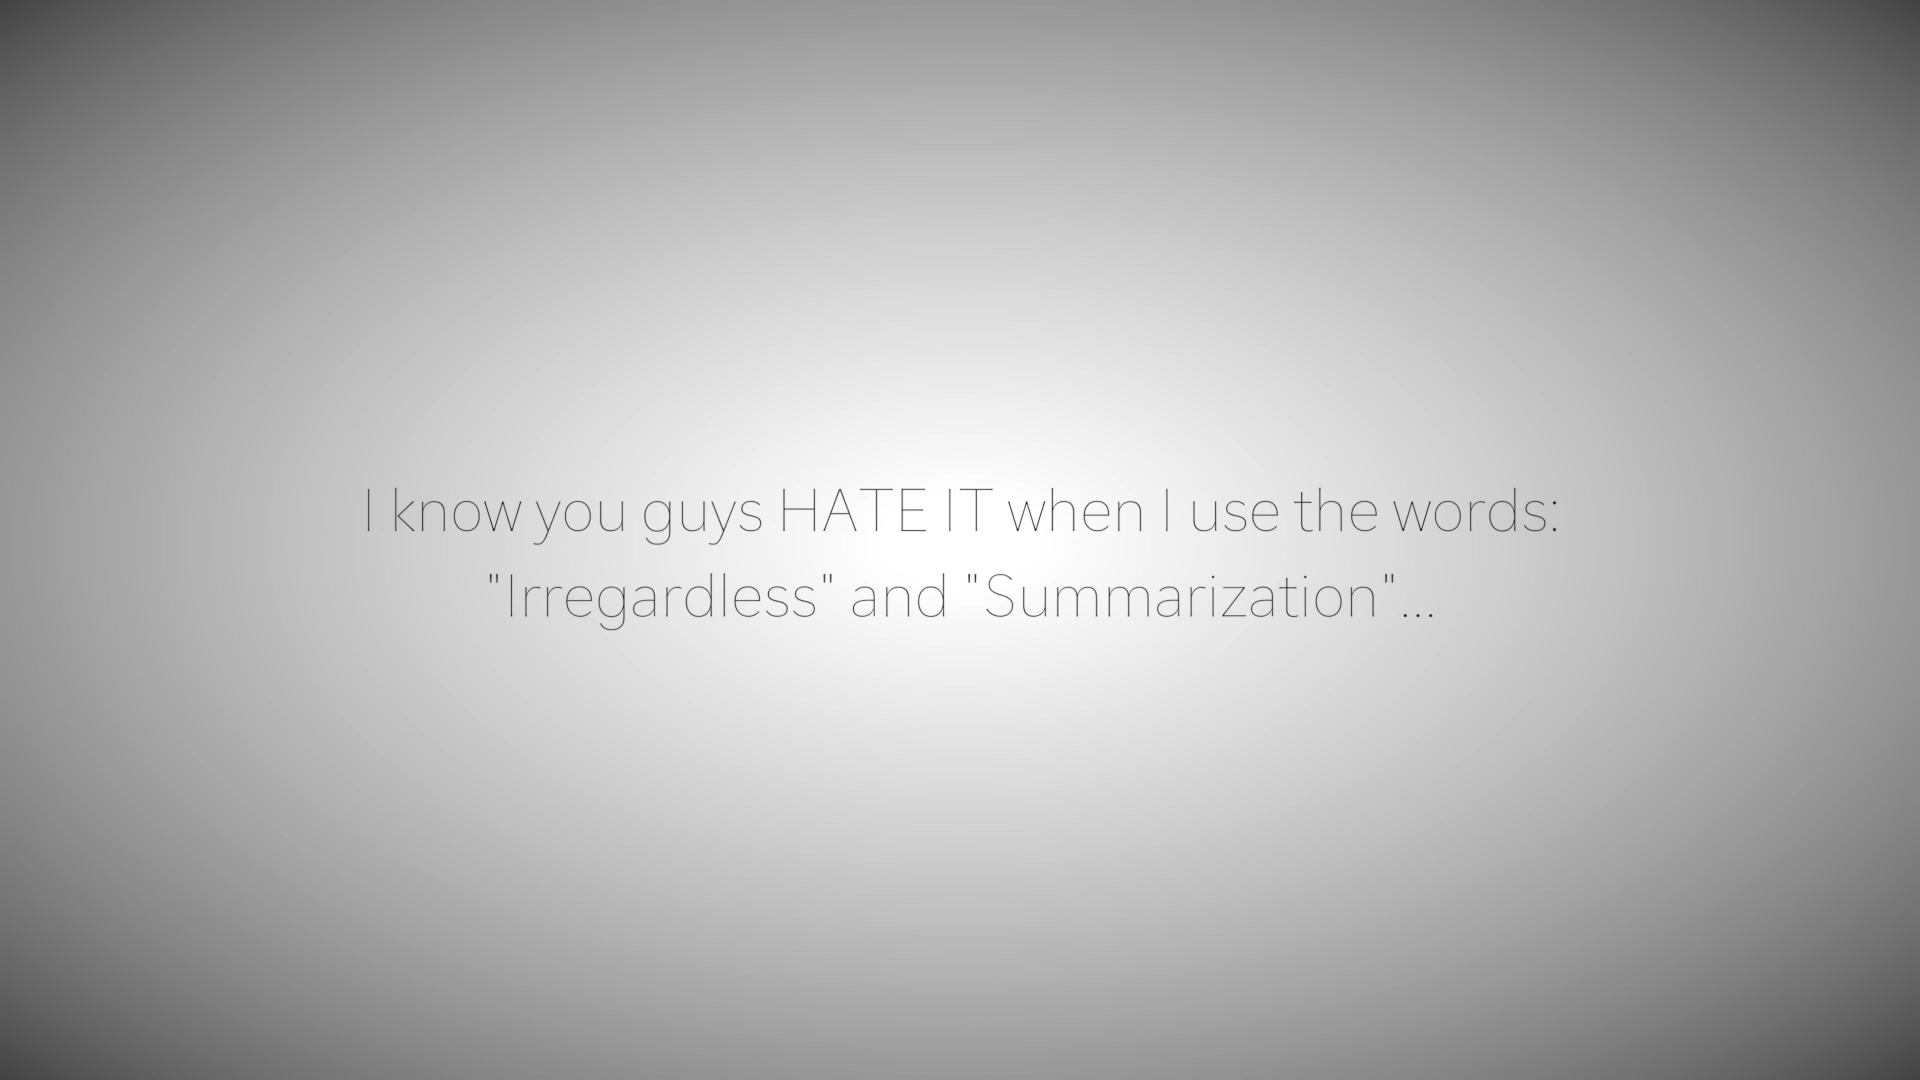 I know you guys HATE IT when I use the words:
"Irregardless" and "Summarization"...